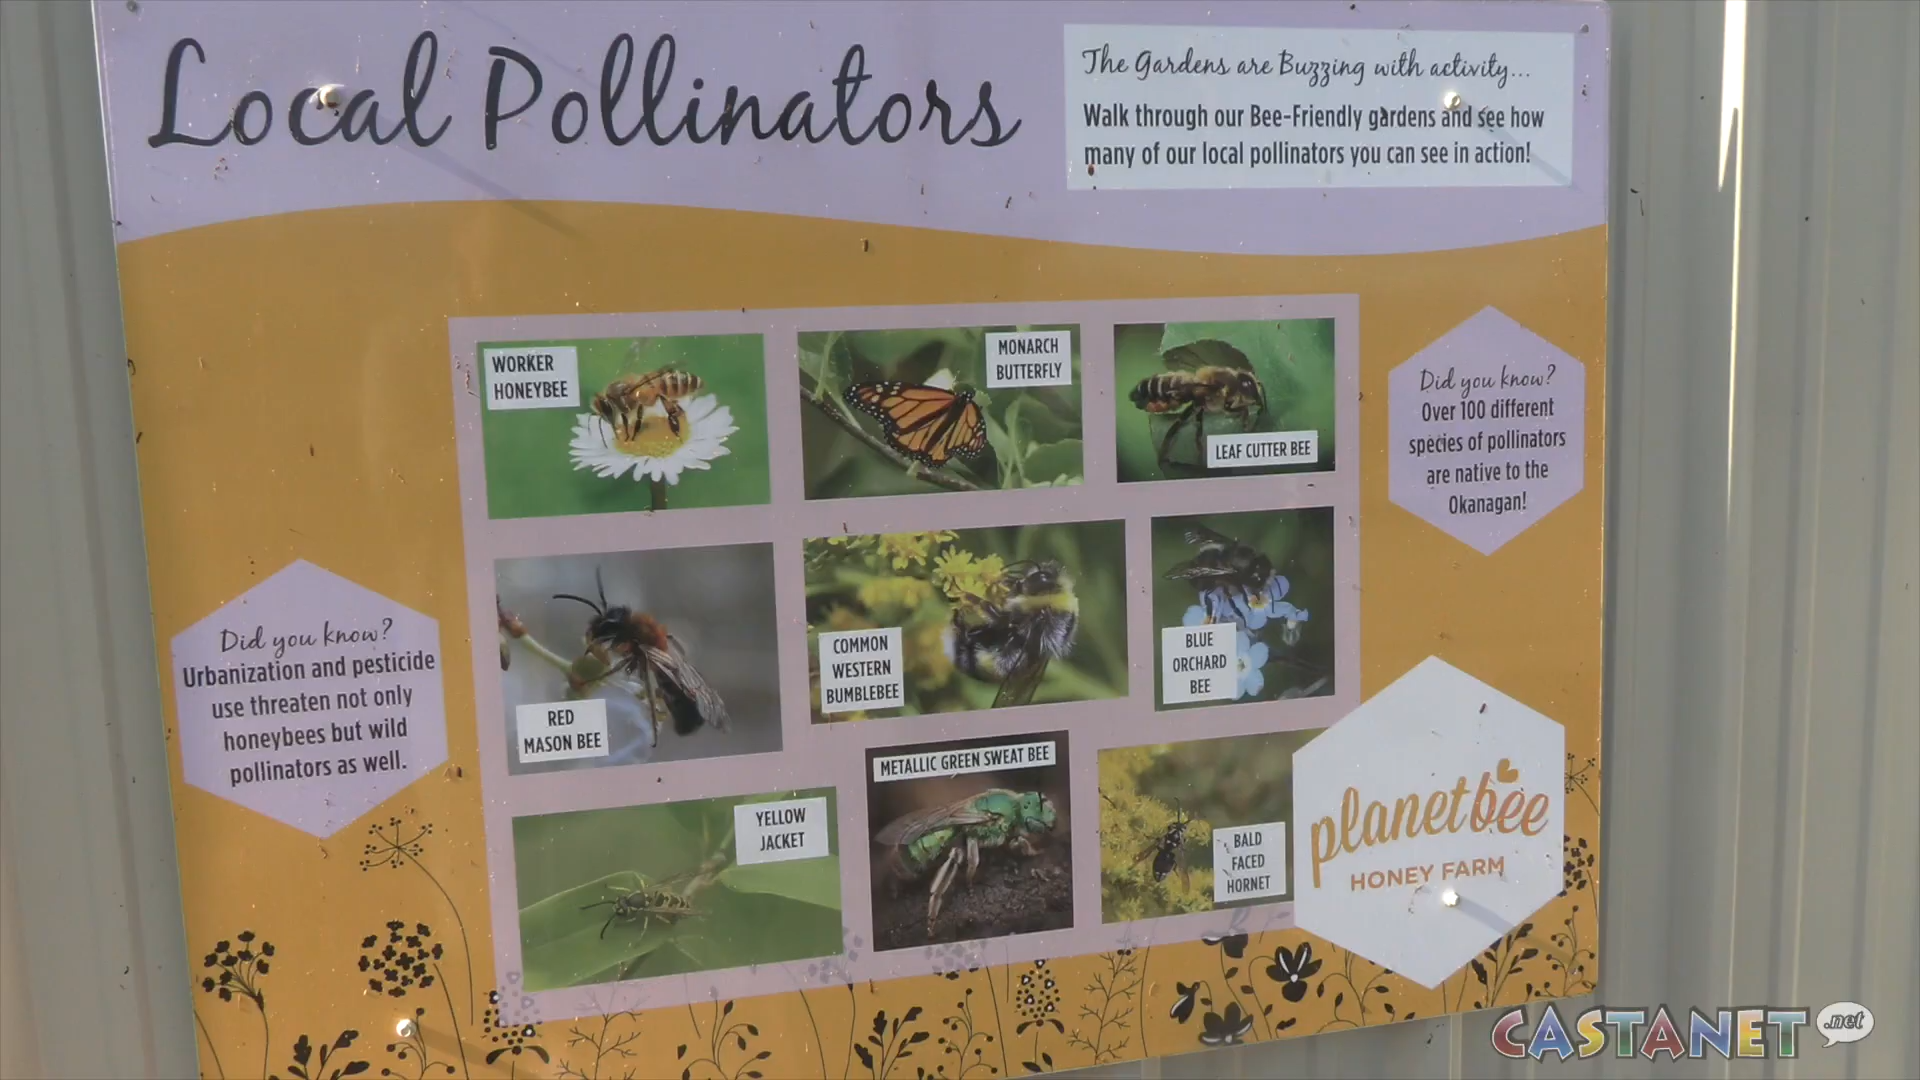 Local Pollinators
The Gardens are Buzzing with activity...
Walk through our Bee-Friendly gardens and see how
many of our local pollinators you can see in action!
WORKER
HONEYBEE
MONARCH
BUTTERFLY
LEAF CUTTER BEE
Did you know?
Over 100 different
species of pollinators
are native to the
Okanagan!
Did you know?
Urbanization and pesticide
use threaten not only
honeybees but wild
pollinators as well.
RED
MASON BEE
COMMON
WESTERN
BUMBLEBEE
BLUE
ORCHARD
BEE
YELLOW
JACKET
METALLIC GREEN SWEAT BEE
BALD
FACED
HORNET
planetbee
HONEY FARM
CASTANET.net